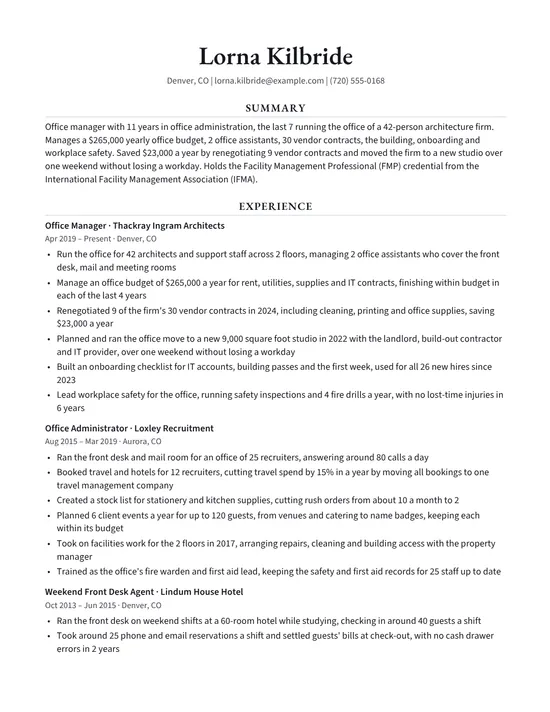 Lorna Kilbride
Denver, CO | lorna.kilbride@example.com | (720) 555-0168
SUMMARY
Office manager with 11 years in office administration, the last 7 running the office of a 42-person architecture firm.
Manages a $265,000 yearly office budget, 2 office assistants, 30 vendor contracts, the building, onboarding and
workplace safety. Saved $23,000 a year by renegotiating 9 vendor contracts and moved the firm to a new studio over
one weekend without losing a workday. Holds the Facility Management Professional (FMP) credential from the
International Facility Management Association (IFMA).
EXPERIENCE
Office Manager · Thackray Ingram Architects
Apr 2019 – Present · Denver, CO
• Run the office for 42 architects and support staff across 2 floors, managing 2 office assistants who cover the front
desk, mail and meeting rooms
• Manage an office budget of $265,000 a year for rent, utilities, supplies and IT contracts, finishing within budget in
each of the last 4 years
• Renegotiated 9 of the firm's 30 vendor contracts in 2024, including cleaning, printing and office supplies, saving
$23,000 a year
• Planned and ran the office move to a new 9,000 square foot studio in 2022 with the landlord, build-out contractor
and IT provider, over one weekend without losing a workday
• Built an onboarding checklist for IT accounts, building passes and the first week, used for all 26 new hires since
2023
• Lead workplace safety for the office, running safety inspections and 4 fire drills a year, with no lost-time injuries in
6 years
Office Administrator · Loxley Recruitment
Aug 2015 – Mar 2019 · Aurora, CO
• Ran the front desk and mail room for an office of 25 recruiters, answering around 80 calls a day
• Booked travel and hotels for 12 recruiters, cutting travel spend by 15% in a year by moving all bookings to one
travel management company
• Created a stock list for stationery and kitchen supplies, cutting rush orders from about 10 a month to 2
• Planned 6 client events a year for up to 120 guests, from venues and catering to name badges, keeping each
within its budget
• Took on facilities work for the 2 floors in 2017, arranging repairs, cleaning and building access with the property
manager
• Trained as the office's fire warden and first aid lead, keeping the safety and first aid records for 25 staff up to date
Weekend Front Desk Agent · Lindum House Hotel
Oct 2013 – Jun 2015 · Denver, CO
• Ran the front desk on weekend shifts at a 60-room hotel while studying, checking in around 40 guests a shift
• Took around 25 phone and email reservations a shift and settled guests' bills at check-out, with no cash drawer
errors in 2 years